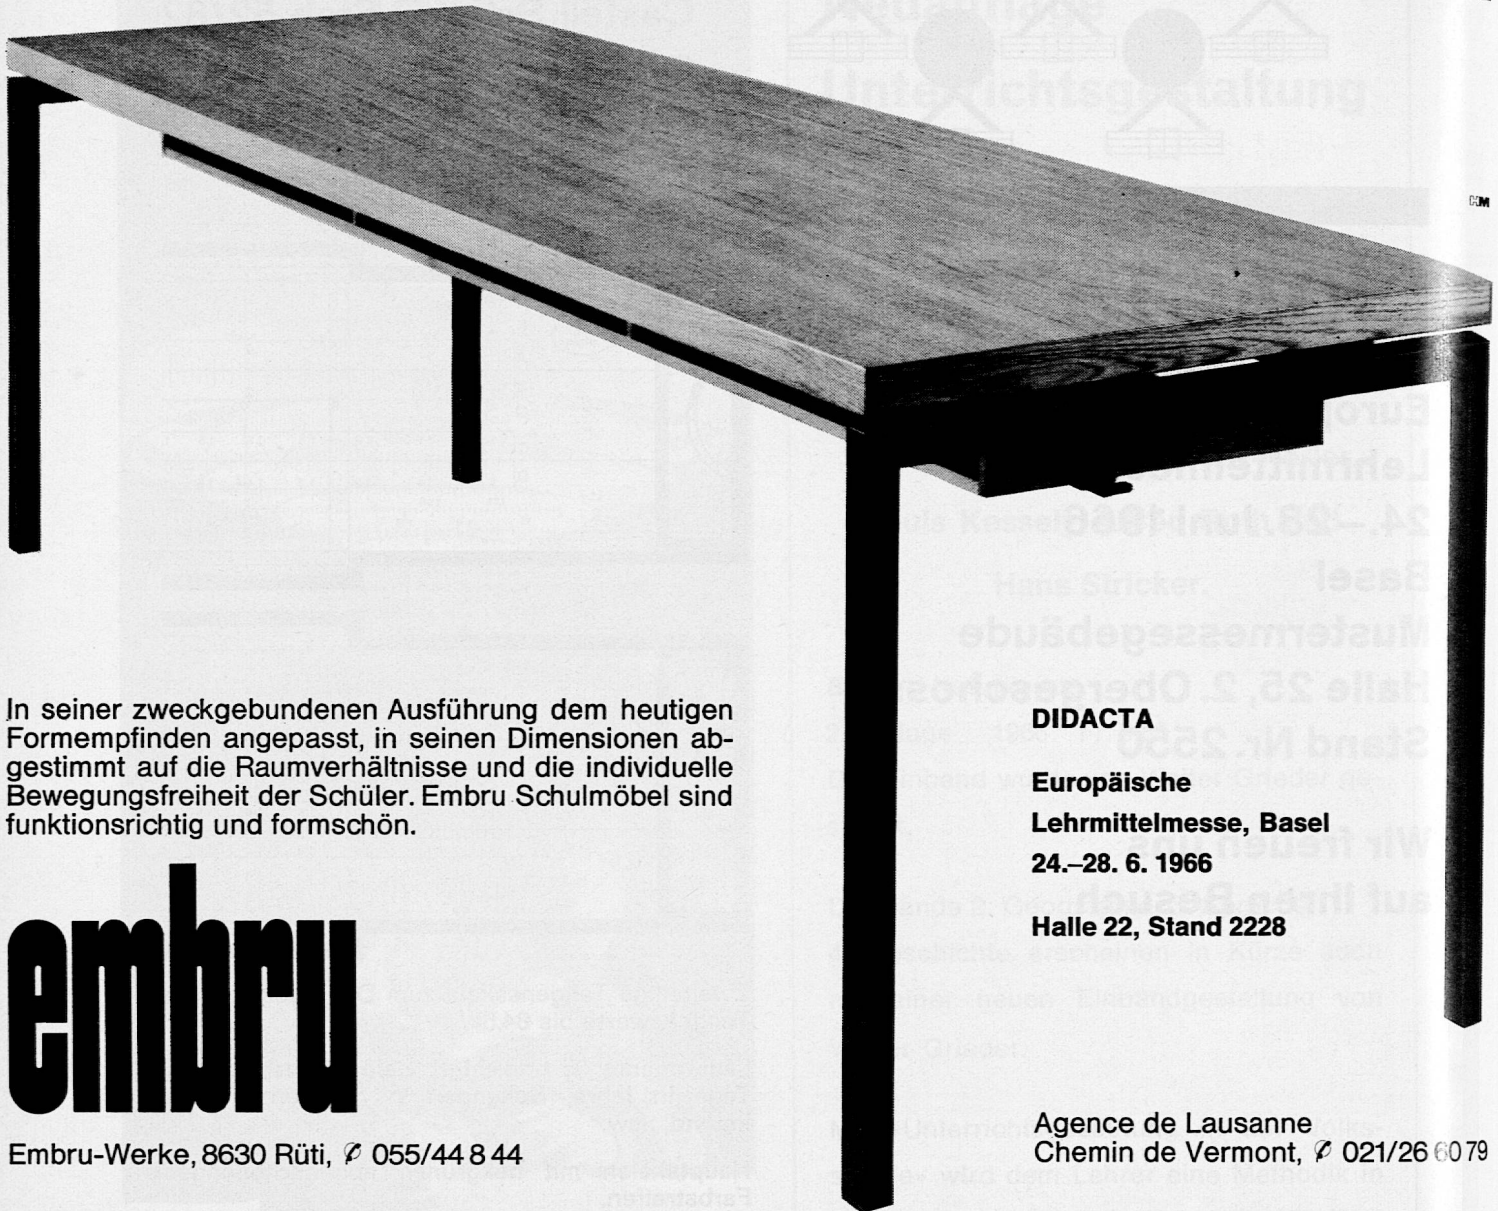 In seiner zweckgebundenen Ausführung dem heutigen
Formempfinden angepasst, in seinen Dimensionen ab-
gestimmt auf die Raumverhältnisse und die individuelle
Bewegungsfreiheit der Schüler. Embru Schulmöbel sind
funktionsrichtig und formschön.
embru
Embru-Werke, 8630 Rüti, ✆ 055/44 8 44
HM
DIDACTA
Europäische
Lehrmittelmesse, Basel
24.–28. 6. 1966
Halle 22, Stand 2228
Agence de Lausanne
Chemin de Vermont, ✆ 021/26 60 79